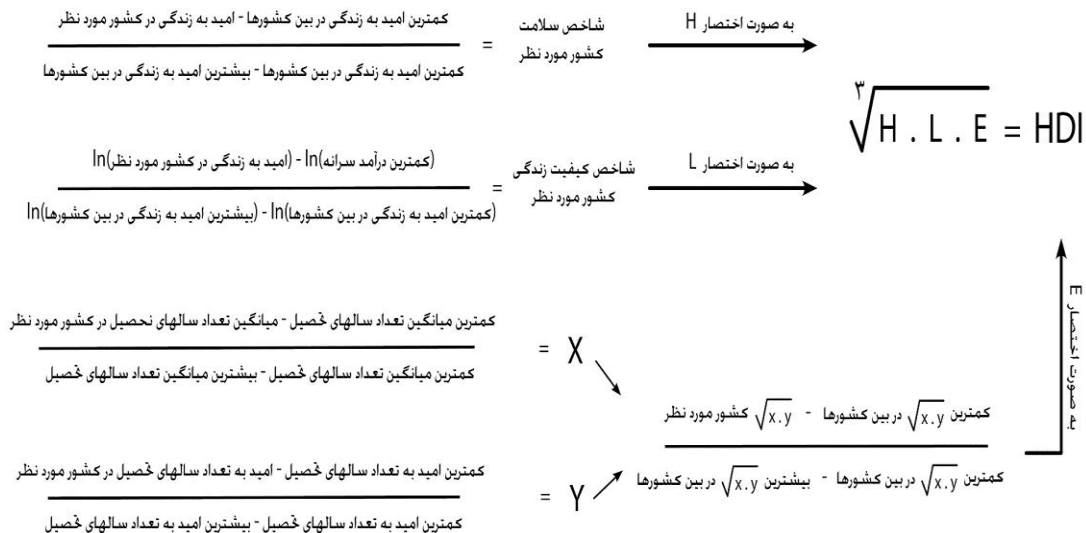 کمترین امید به زندگی در بین کشورها - امید به زندگی در کشور مورد نظر
کمترین امید به زندگی در بین کشورها - بیشترین امید به زندگی در بین کشورها
=
شاخص سلامت
کشور مورد نظر
به صورت اختصار H
∛H . L . E = HDI
(کمترین درآمد سرانه)ln - (امید به زندگی در کشور مورد نظر)ln
(کمترین امید به زندگی در بین کشورها)ln - (بیشترین امید به زندگی در بین کشورها)ln
=
شاخص کیفیت زندگی
کشور مورد نظر
به صورت اختصار L
کمترین میانگین تعداد سالهای تحصیل - میانگین تعداد سالهای نحصیل در کشور مورد نظر
کمترین میانگین تعداد سالهای تحصیل - بیشترین میانگین تعداد سالهای تحصیل
= X
کمترین امید به تعداد سالهای تحصیل - امید به تعداد سالهای تحصیل در کشور مورد نظر
کمترین امید به تعداد سالهای تحصیل - بیشترین امید به تعداد سالهای تحصیل
= Y
کمترین √x.y در بین کشورها - √x.y کشور مورد نظر
کمترین √x.y در بین کشورها - بیشترین √x.y در بین کشورها
به صورت اختصار E